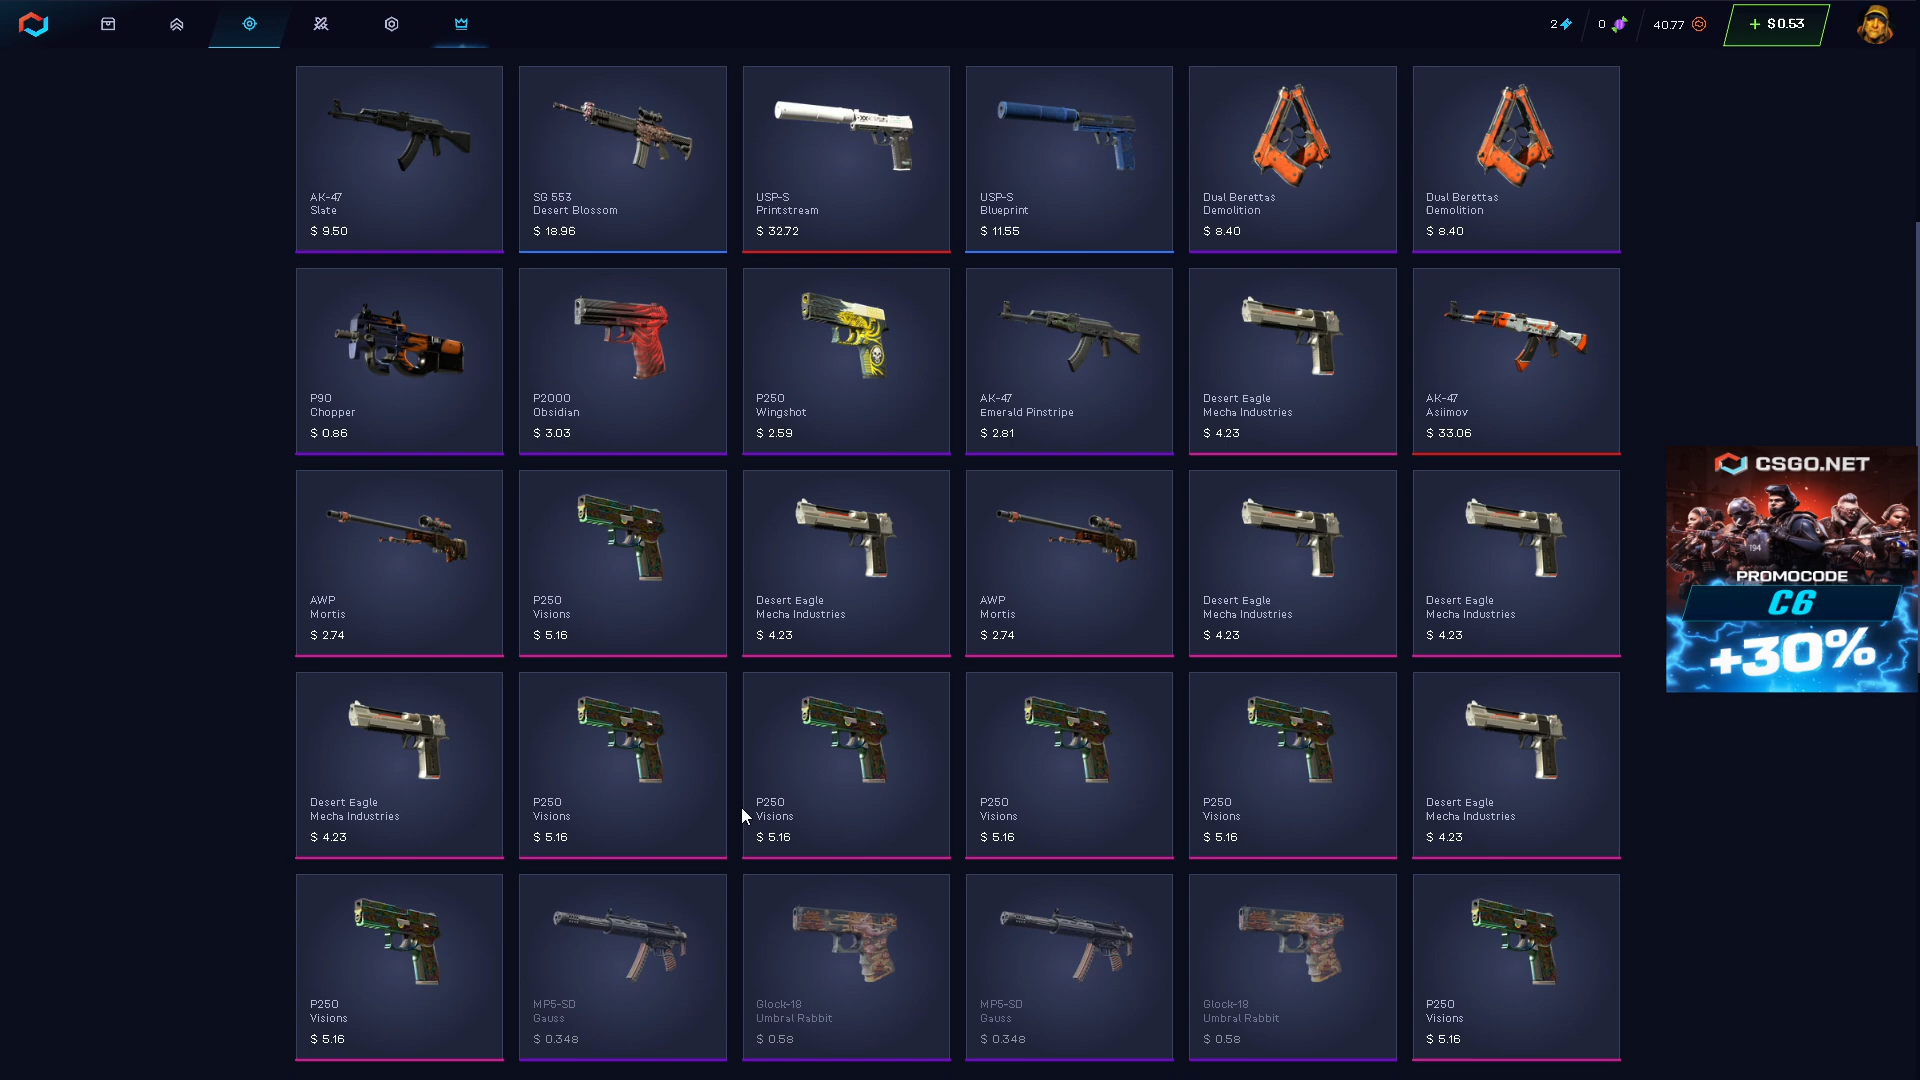 2
0
40.77
+ $ 0.53
AK-47
Slate
$ 9.50
SG 553
Desert Blossom
$ 18.96
USP-S
Printstream
$ 32.72
USP-S
Blueprint
$ 11.55
Dual Berettas
Demolition
$ 8.40
Dual Berettas
Demolition
$ 8.40
P90
Chopper
$ 0.86
P2000
Obsidian
$ 3.03
P250
Wingshot
$ 2.59
AK-47
Emerald Pinstripe
$ 2.81
Desert Eagle
Mecha Industries
$ 4.23
AK-47
Asiimov
$ 33.06
AWP
Mortis
$ 2.74
P250
Visions
$ 5.16
Desert Eagle
Mecha Industries
$ 4.23
AWP
Mortis
$ 2.74
Desert Eagle
Mecha Industries
$ 4.23
Desert Eagle
Mecha Industries
$ 4.23
CSGO.NET
194
PROMOCODE
C6
+30%
Desert Eagle
Mecha Industries
$ 4.23
P250
Visions
$ 5.16
P250
Visions
$ 5.16
P250
Visions
$ 5.16
P250
Visions
$ 5.16
Desert Eagle
Mecha Industries
$ 4.23
P250
Visions
$ 5.16
MP5-SD
Gauss
$ 0.348
Glock-18
Umbral Rabbit
$ 0.58
MP5-SD
Gauss
$ 0.348
Glock-18
Umbral Rabbit
$ 0.58
P250
Visions
$ 5.16